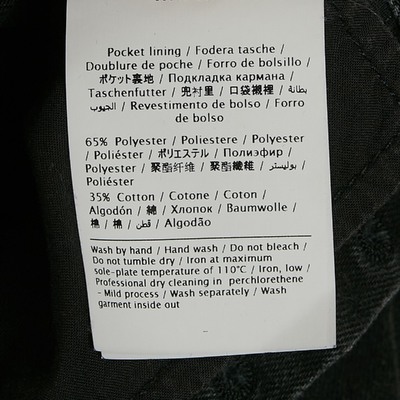 Pocket lining / Fodera tasche /
Doublure de poche / Forro de bolsillo /
ポケット裏地 / Подкладка кармана /
Taschenfutter / 兜衬里 / 口袋襯裡 / بطانة
الجيوب / Revestimento de bolso / Forro
de bolso
65% Polyester / Poliestere / Polyester
/ Poliéster / ポリエステル / Полиэфир /
Polyester / 聚酯纤维 / 聚酯纖維 / بوليستر /
Poliéster
35% Cotton / Cotone / Coton /
Algodón / 綿 / Хлопок / Baumwolle /
棉 / 棉 / قطن / Algodão
Wash by hand / Hand wash / Do not bleach /
Do not tumble dry / Iron at maximum
sole-plate temperature of 110°C / Iron, low /
Professional dry cleaning in perchlorethene
- Mild process / Wash separately / Wash
garment inside out